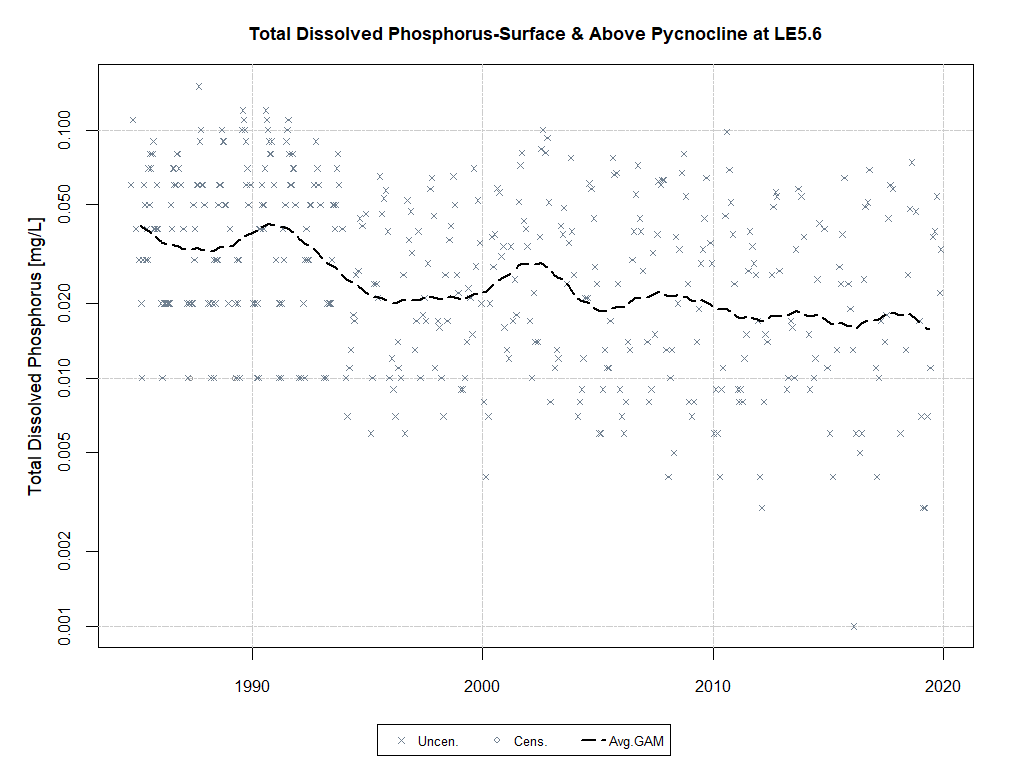 Total Dissolved Phosphorus-Surface & Above Pycnocline at LE5.6
Total Dissolved Phosphorus [mg/L]
0.100
0.050
0.020
0.010
0.005
0.002
0.001
1990
2000
2010
2020
Uncen.
Cens.
Avg.GAM